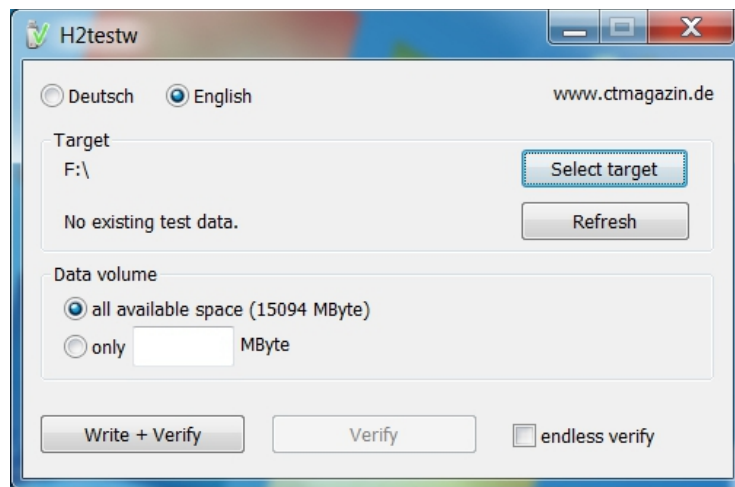 H2testw
Deutsch English www.ctmagazin.de
Target
F:\ Select target
No existing test data. Refresh
Data volume
all available space (15094 MByte)
only MByte
Write + Verify Verify endless verify